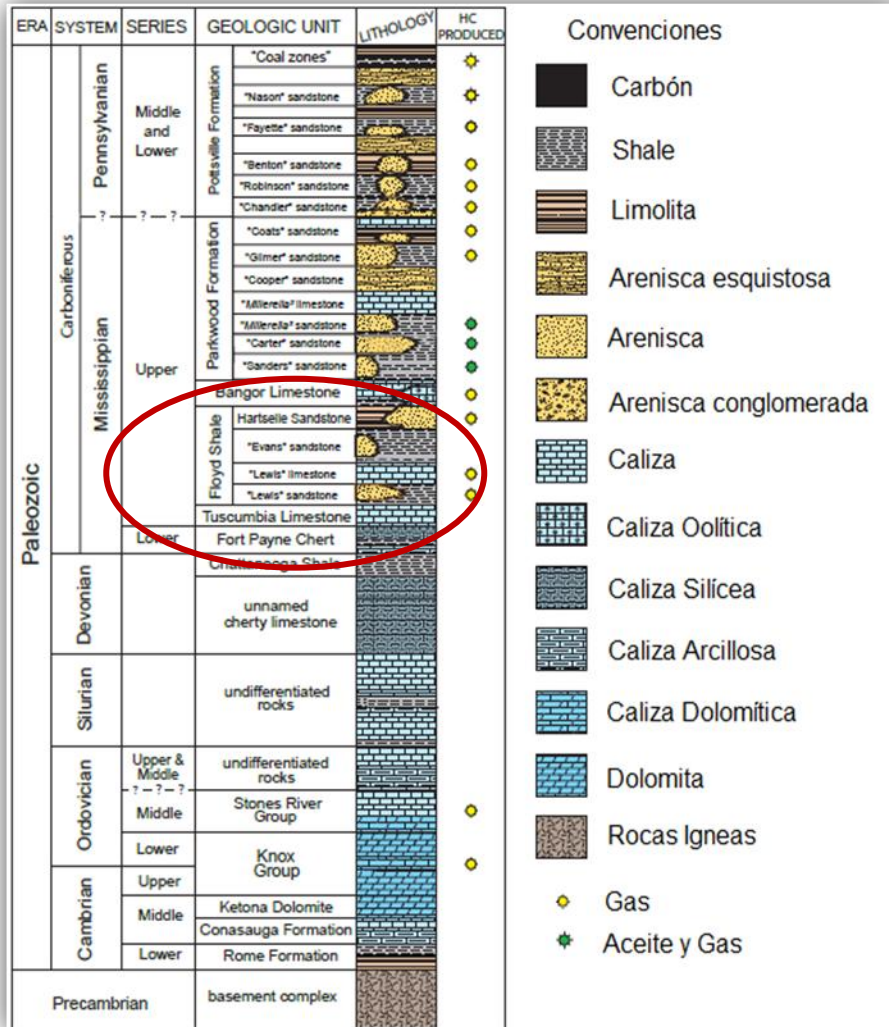 ERA SYSTEM SERIES GEOLOGIC UNIT LITHOLOGY HC PRODUCED
Paleozoic
Carboniferous
Pennsylvanian
Middle
and
Lower
Pottsville Formation
"Coal zones"
"Nason" sandstone
"Fayette" sandstone
"Benton" sandstone
"Robinson" sandstone
"Chandler" sandstone
? ? - ?
Mississippian
Upper
Parkwood Formation
"Coats" sandstone
"Gilmer" sandstone
"Cooper" sandstone
"Millerella" limestone
"Millerella" sandstone
"Carter" sandstone
"Sanders" sandstone
Bangor Limestone
Floyd Shale
Hartselle Sandstone
"Evans" sandstone
"Lewis" limestone
"Lewis" sandstone
Tuscumbia Limestone
Lower
Fort Payne Chert
Chattanooga Shale
Devonian
unnamed
cherty limestone
Silurian
undifferentiated
rocks
Ordovician
Upper &
Middle
undifferentiated
rocks
? - ? - ?
Middle
Stones River
Group
Lower
Knox
Group
Cambrian
Upper
Middle
Ketona Dolomite
Conasauga Formation
Lower
Rome Formation
Precambrian
basement complex
Convenciones
Carbón
Shale
Limolita
Arenisca esquistosa
Arenisca
Arenisca conglomerada
Caliza
Caliza Oolítica
Caliza Silícea
Caliza Arcillosa
Caliza Dolomítica
Dolomita
Rocas Igneas
Gas
Aceite y Gas